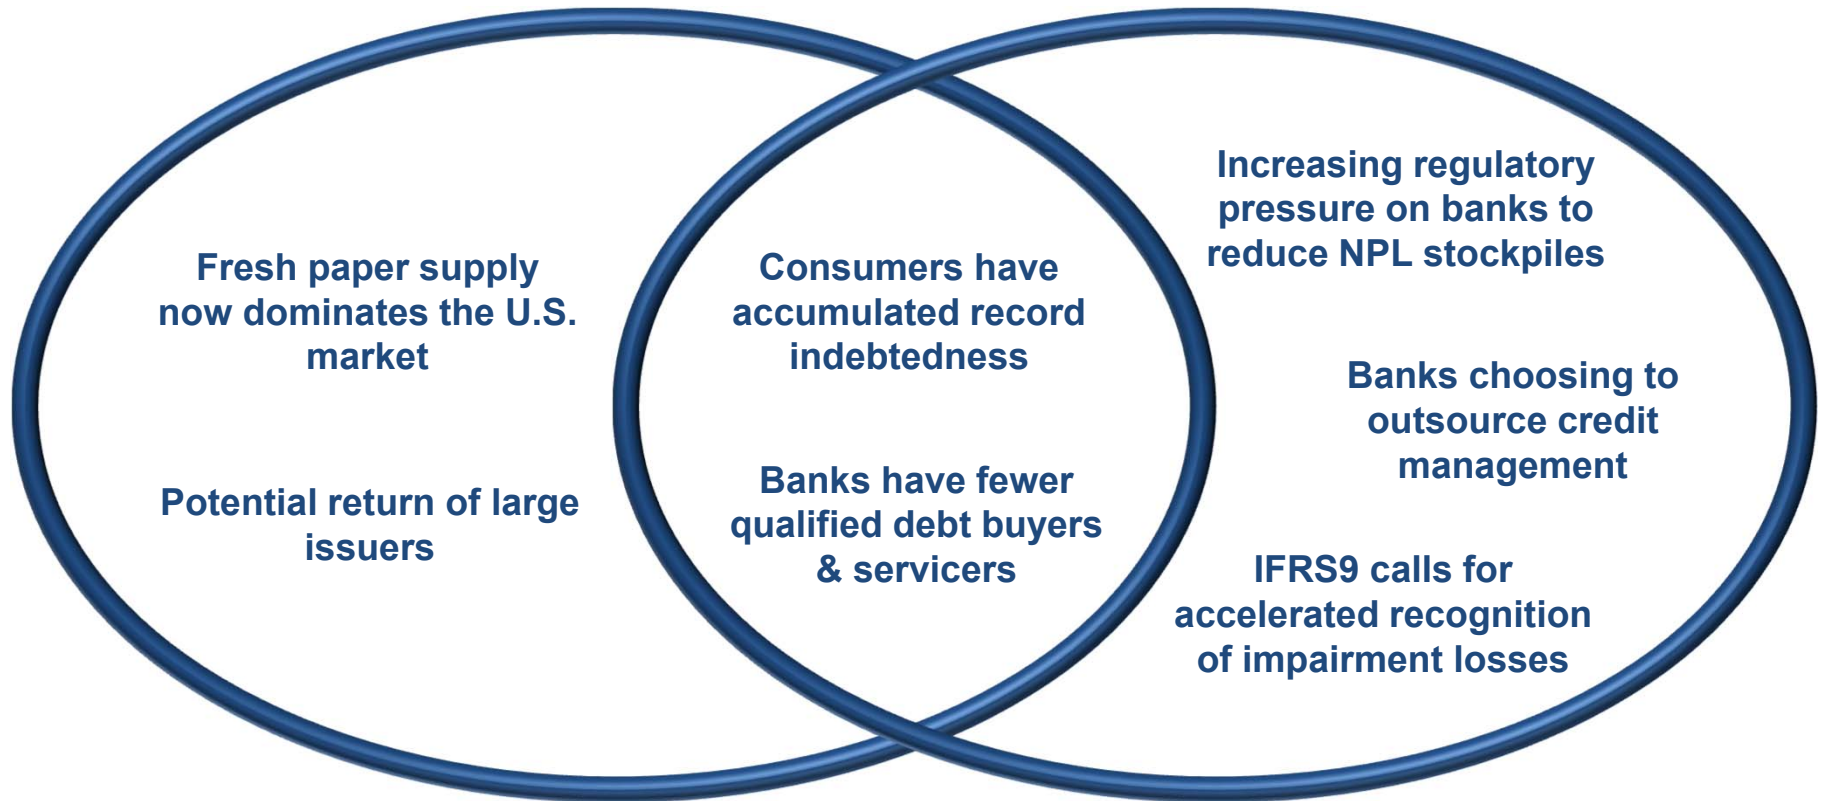 Fresh paper supply
now dominates the U.S.
market
Potential return of large
issuers
Consumers have
accumulated record
indebtedness
Banks have fewer
qualified debt buyers
& servicers
Increasing regulatory
pressure on banks to
reduce NPL stockpiles
Banks choosing to
outsource credit
management
IFRS9 calls for
accelerated recognition
of impairment losses